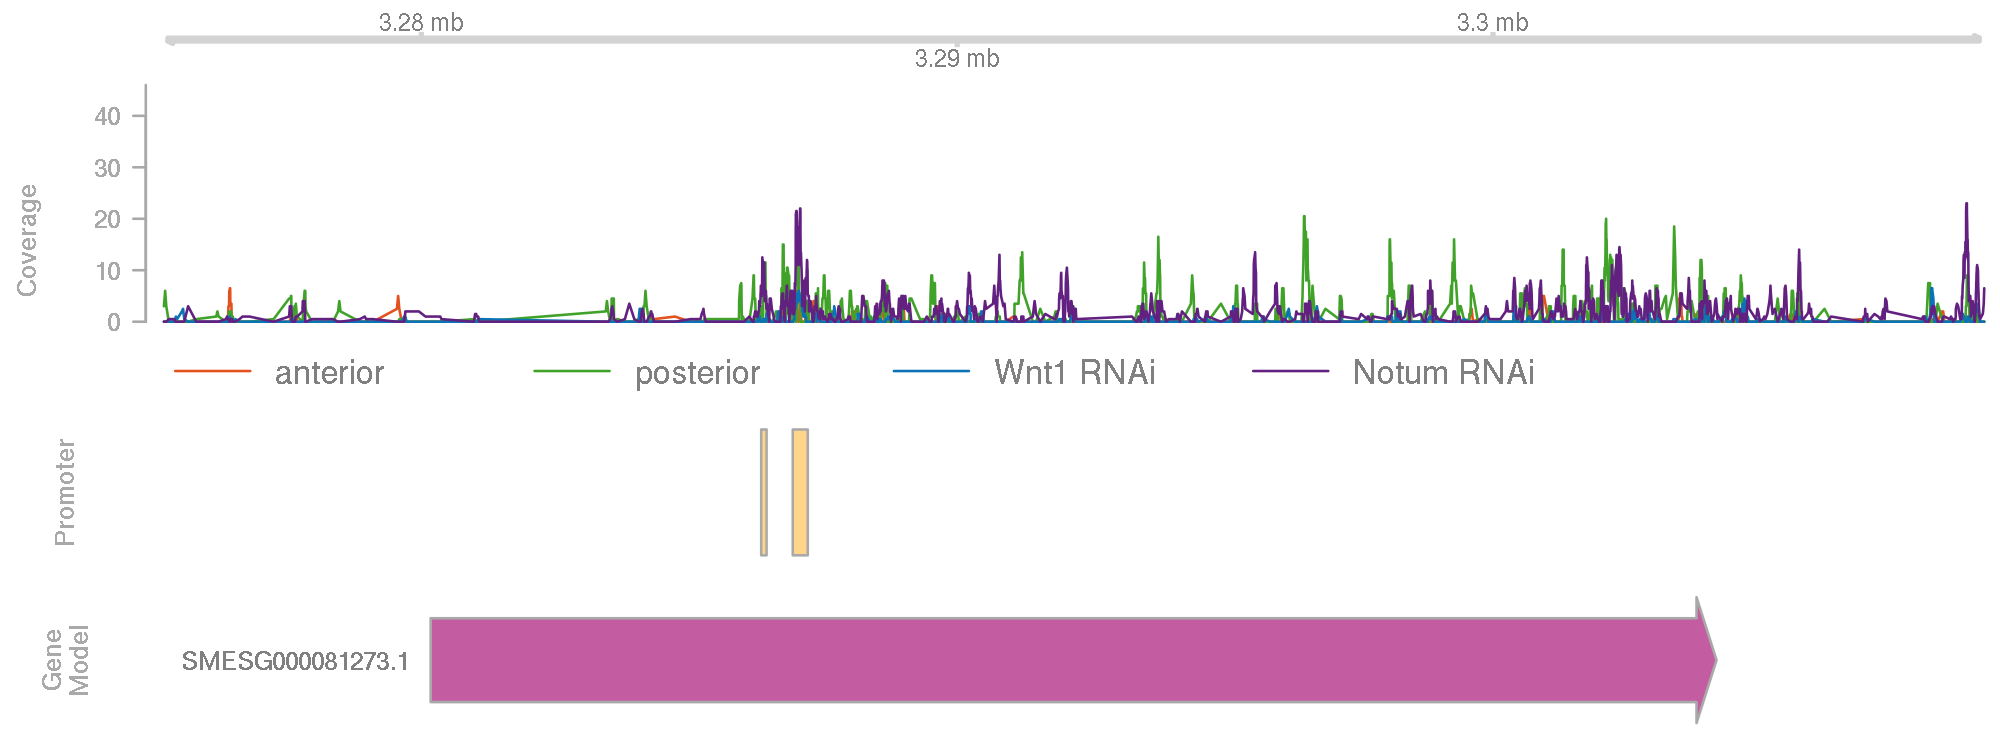 3.28 mb
3.3 mb
3.29 mb
Coverage
40
30
20
10
0
anterior
posterior
Wnt1 RNAi
Notum RNAi
Promoter
Gene
Model
SMESG000081273.1